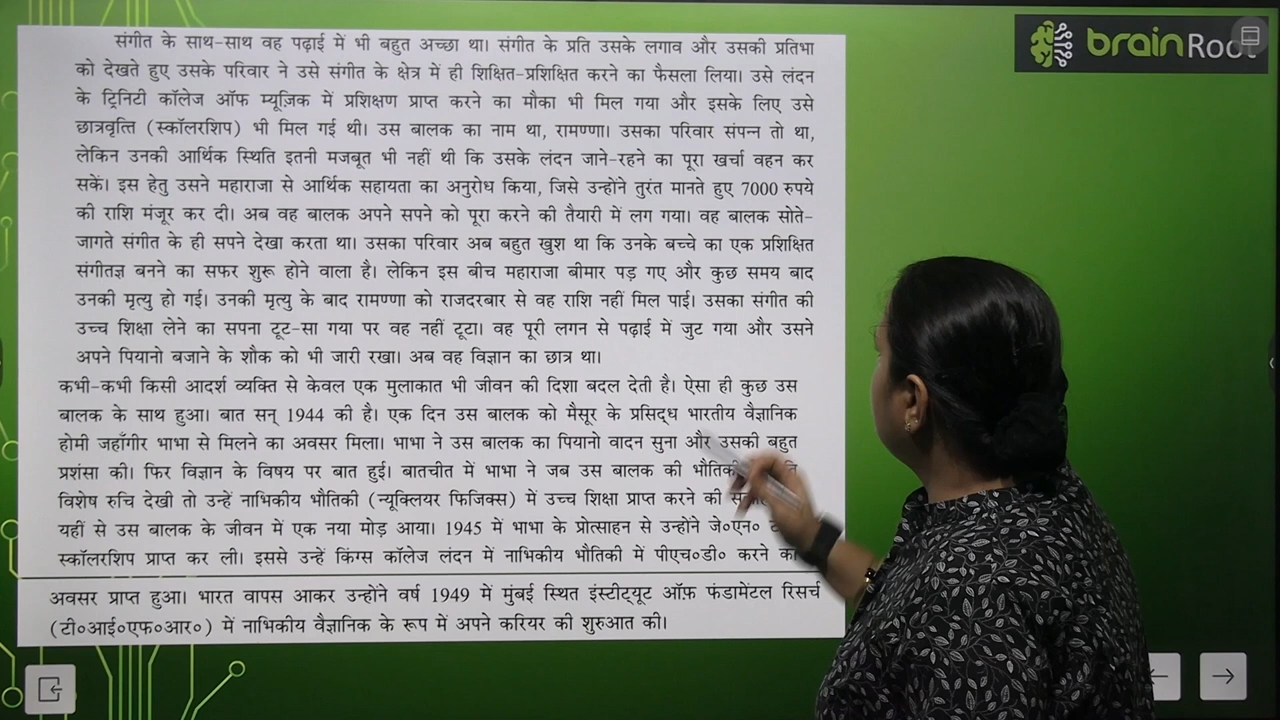 brainRoot
संगीत के साथ-साथ वह पढ़ाई में भी बहुत अच्छा था। संगीत के प्रति उसके लगाव और उसकी प्रतिभा
को देखते हुए उसके परिवार ने उसे संगीत के क्षेत्र में ही शिक्षित-प्रशिक्षित करने का फैसला लिया। उसे लंदन
के ट्रिनिटी कॉलेज ऑफ म्यूज़िक में प्रशिक्षण प्राप्त करने का मौका भी मिल गया और इसके लिए उसे
छात्रवृत्ति (स्कॉलरशिप) भी मिल गई थी। उस बालक का नाम था, रामण्णा। उसका परिवार संपन्न तो था,
लेकिन उनकी आर्थिक स्थिति इतनी मजबूत भी नहीं थी कि उसके लंदन जाने-रहने का पूरा खर्चा वहन कर
सकें। इस हेतु उसने महाराजा से आर्थिक सहायता का अनुरोध किया, जिसे उन्होंने तुरंत मानते हुए 7000 रुपये
की राशि मंजूर कर दी। अब वह बालक अपने सपने को पूरा करने की तैयारी में लग गया। वह बालक सोते-
जागते संगीत के ही सपने देखा करता था। उसका परिवार अब बहुत खुश था कि उनके बच्चे का एक प्रशिक्षित
संगीतज्ञ बनने का सफर शुरू होने वाला है। लेकिन इस बीच महाराजा बीमार पड़ गए और कुछ समय बाद
उनकी मृत्यु हो गई। उनकी मृत्यु के बाद रामण्णा को राजदरबार से वह राशि नहीं मिल पाई। उसका संगीत की
उच्च शिक्षा लेने का सपना टूट-सा गया पर वह नहीं टूटा। वह पूरी लगन से पढ़ाई में जुट गया और उसने
अपने पियानो बजाने के शौक को भी जारी रखा। अब वह विज्ञान का छात्र था।
कभी-कभी किसी आदर्श व्यक्ति से केवल एक मुलाकात भी जीवन की दिशा बदल देती है। ऐसा ही कुछ उस
बालक के साथ हुआ। बात सन् 1944 की है। एक दिन उस बालक को मैसूर के प्रसिद्ध भारतीय वैज्ञानिक
होमी जहाँगीर भाभा से मिलने का अवसर मिला। भाभा ने उस बालक का पियानो वादन सुना और उसकी बहुत
प्रशंसा की। फिर विज्ञान के विषय पर बात हुई। बातचीत में भाभा ने जब उस बालक की
विशेष रुचि देखी तो उन्हें नाभिकीय भौतिकी (न्यूक्लियर फिजिक्स) में उच्च शिक्षा प्राप्त करने की
यहीं से उस बालक के जीवन में एक नया मोड़ आया। 1945 में भाभा के प्रोत्साहन से उन्होंने जे०एन०
स्कॉलरशिप प्राप्त कर ली। इससे उन्हें किंग्स कॉलेज लंदन में नाभिकीय भौतिकी में पीएच०डी० करने का
अवसर प्राप्त हुआ। भारत वापस आकर उन्होंने वर्ष 1949 में मुंबई स्थित इंस्टीट्यूट ऑफ़ फंडामेंटल रिसर्च
(टी०आई०एफ०आर०) में नाभिकीय वैज्ञानिक के रूप में अपने करियर की शुरुआत की।